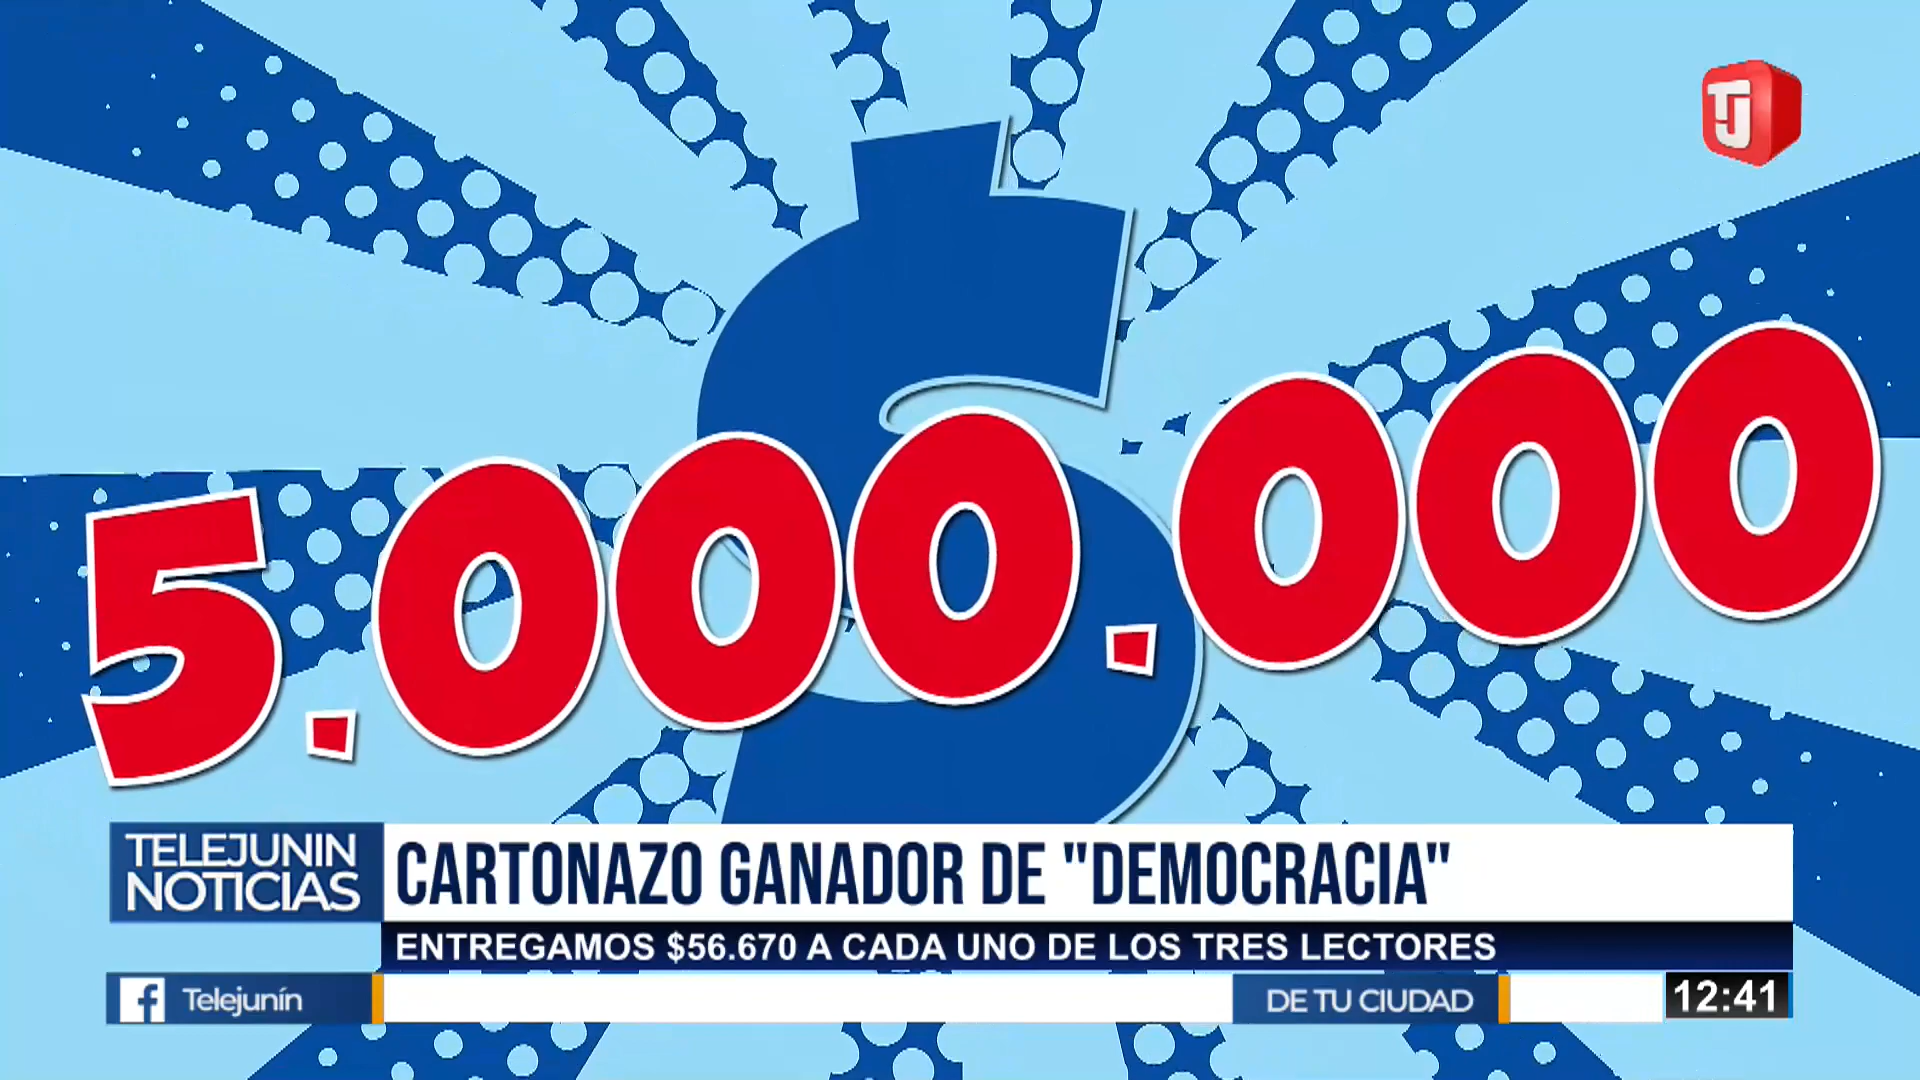 TJ
$
5.000.000
TELEJUNIN
NOTICIAS
CARTONAZO GANADOR DE "DEMOCRACIA"
ENTREGAMOS $56.670 A CADA UNO DE LOS TRES LECTORES
f Telejunín
DE TU CIUDAD
12:41